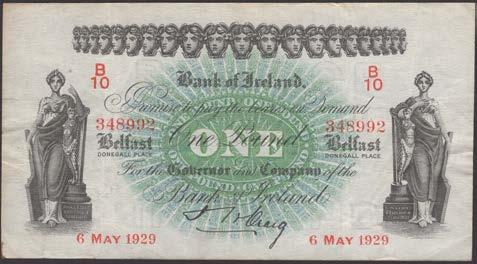 Bank of Ireland.
B/10 B/10
Promise to pay the bearer on Demand
348992 One Pound 348992
Belfast ONE Belfast
DONEGALL PLACE DONEGALL PLACE
For the Governor and Company of the
Bank of Ireland
6 MAY 1929 6 MAY 1929